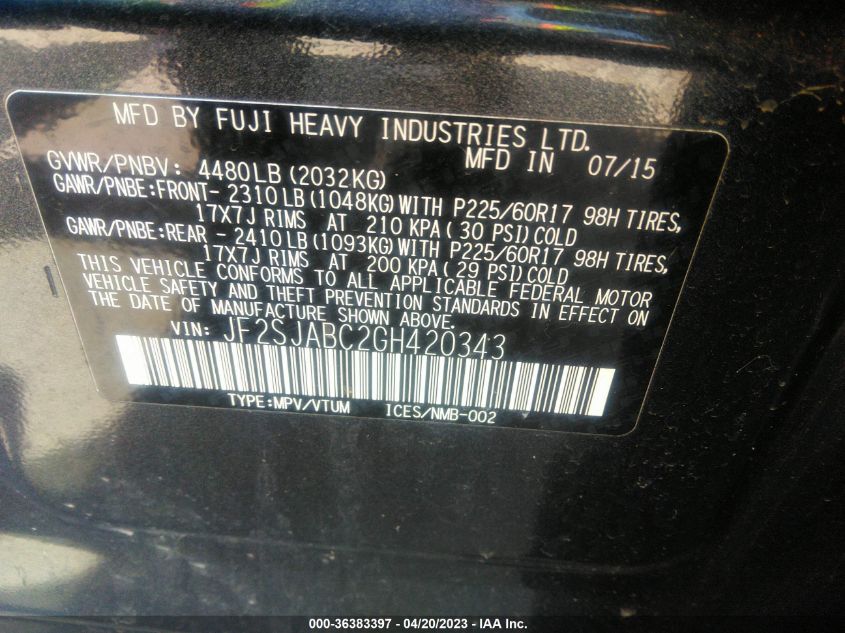 MFD BY FUJI HEAVY INDUSTRIES LTD.
MFD IN 07/15
GVWR/PNBV: 4480LB (2032KG)
GAWR/PNBE:FRONT- 2310LB (1048KG) WITH P225/60R17 98H TIRES,
17X7J RIMS AT 210 KPA ( 30 PSI) COLD
GAWR/PNBE:REAR - 2410LB (1093KG) WITH P225/60R17 98H TIRES,
17X7J RIMS AT 200 KPA ( 29 PSI) COLD
THIS VEHICLE CONFORMS TO ALL APPLICABLE FEDERAL MOTOR
VEHICLE SAFETY AND THEFT PREVENTION STANDARDS IN EFFECT ON
THE DATE OF MANUFACTURE SHOWN ABOVE.
VIN: JF2SJABC2GH420343
TYPE:MPV/VTUM ICES/NMB-002
000-36383397 - 04/20/2023 - IAA Inc.